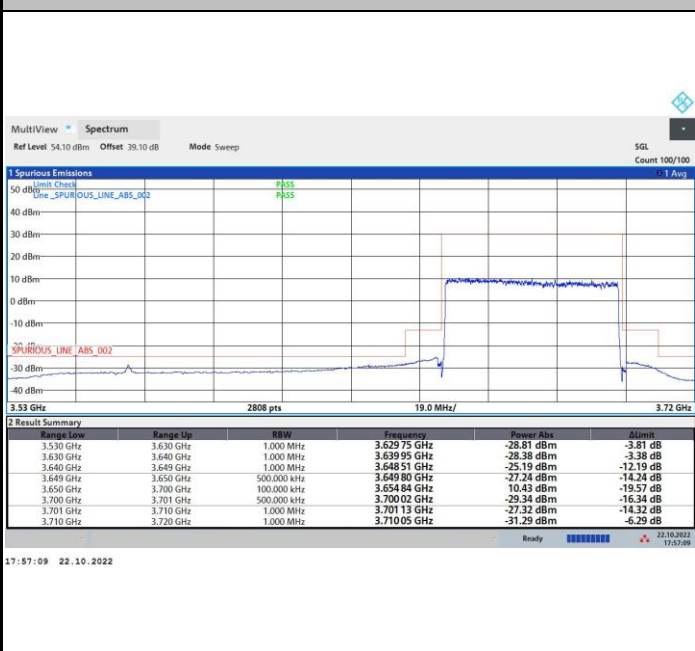 MultiView Spectrum
Ref Level 54.10 dBm Offset 39.10 dB Mode Sweep SGL
Count 100/100
1 Spurious Emissions 1 Avg
Limit Check PASS
50 dBm
Line _SPURIOUS_LINE_ABS_002 PASS
40 dBm
30 dBm
20 dBm
10 dBm
0 dBm
-10 dBm
-20 dBm
SPURIOUS_LINE_ABS_002
-30 dBm
-40 dBm
3.53 GHz 2808 pts 19.0 MHz/ 3.72 GHz
2 Result Summary
Range Low Range Up RBW Frequency Power Abs ΔLimit
3.530 GHz 3.630 GHz 1.000 MHz 3.629 75 GHz -28.81 dBm -3.81 dB
3.630 GHz 3.640 GHz 1.000 MHz 3.639 95 GHz -28.38 dBm -3.38 dB
3.640 GHz 3.649 GHz 1.000 MHz 3.648 51 GHz -25.19 dBm -12.19 dB
3.649 GHz 3.650 GHz 500.000 kHz 3.649 80 GHz -27.24 dBm -14.24 dB
3.650 GHz 3.700 GHz 100.000 kHz 3.654 84 GHz 10.43 dBm -19.57 dB
3.700 GHz 3.701 GHz 500.000 kHz 3.700 02 GHz -29.34 dBm -16.34 dB
3.701 GHz 3.710 GHz 1.000 MHz 3.701 13 GHz -27.32 dBm -14.32 dB
3.710 GHz 3.720 GHz 1.000 MHz 3.710 05 GHz -31.29 dBm -6.29 dB
Ready 22.10.2022
17:57:09
17:57:09 22.10.2022